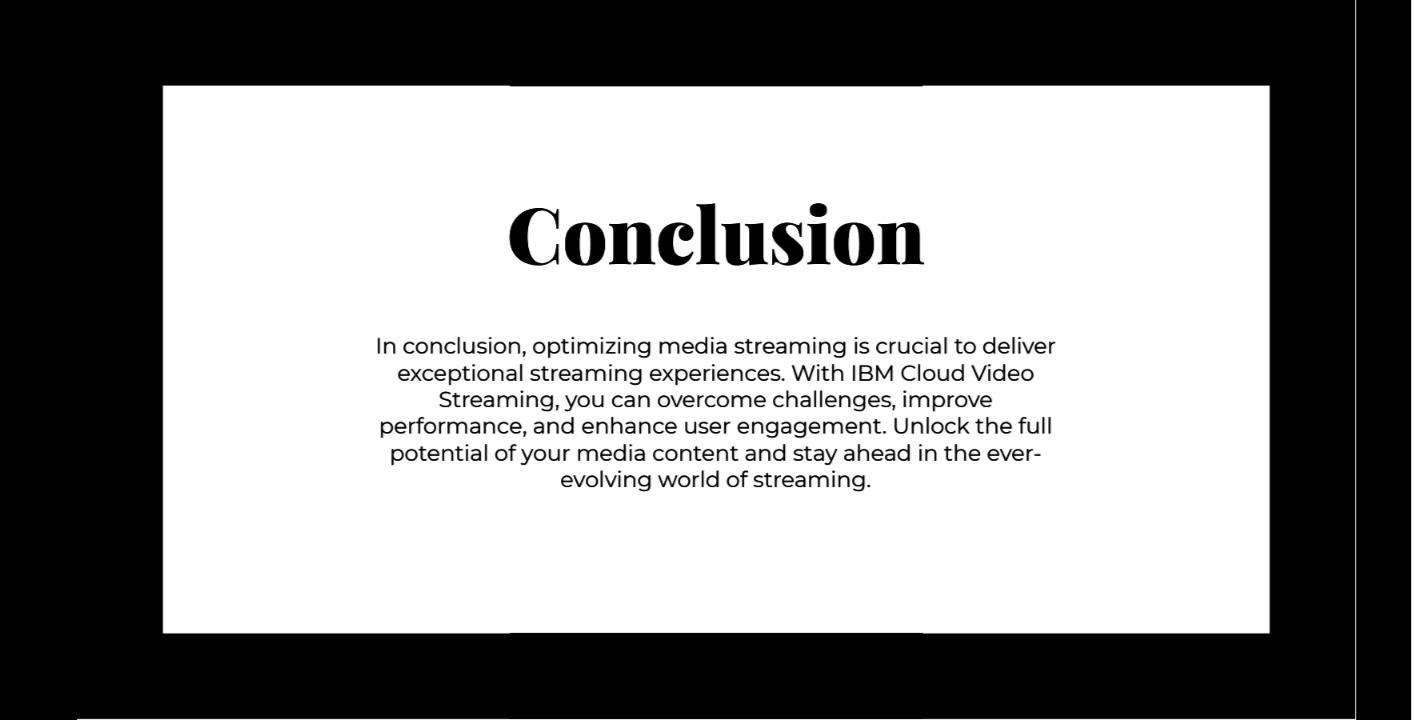 Conclusion
In conclusion, optimizing media streaming is crucial to deliver
exceptional streaming experiences. With IBM Cloud Video
Streaming, you can overcome challenges, improve
performance, and enhance user engagement. Unlock the full
potential of your media content and stay ahead in the ever-
evolving world of streaming.